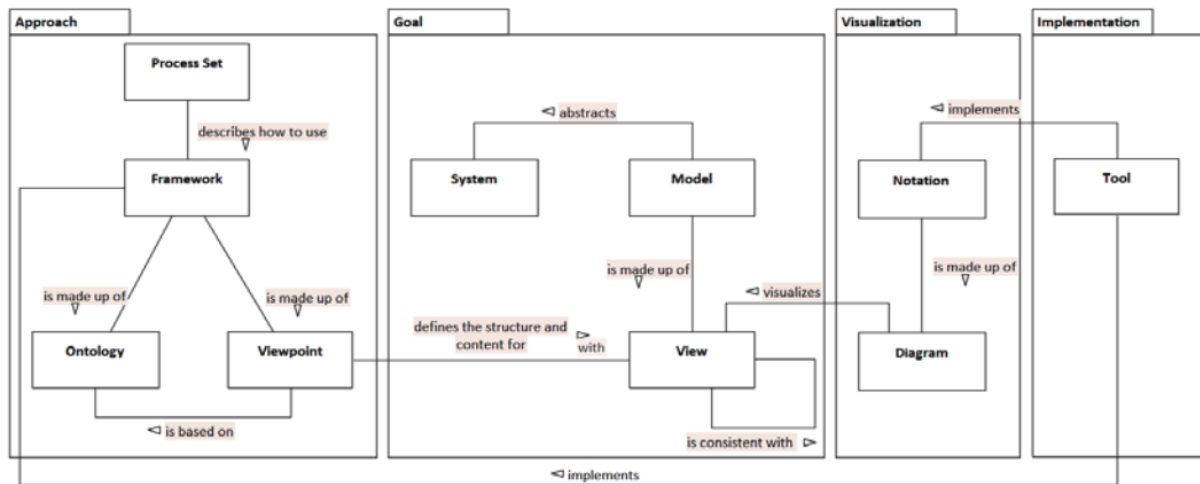 Approach
Goal
Visualization
Implementation
Process Set
abstracts
implements
describes how to use
Framework
System
Model
Notation
Tool
is made up of
is made up of
is made up of
is made up of
visualizes
defines the structure and
content for
with
Ontology
Viewpoint
View
Diagram
is based on
is consistent with
implements